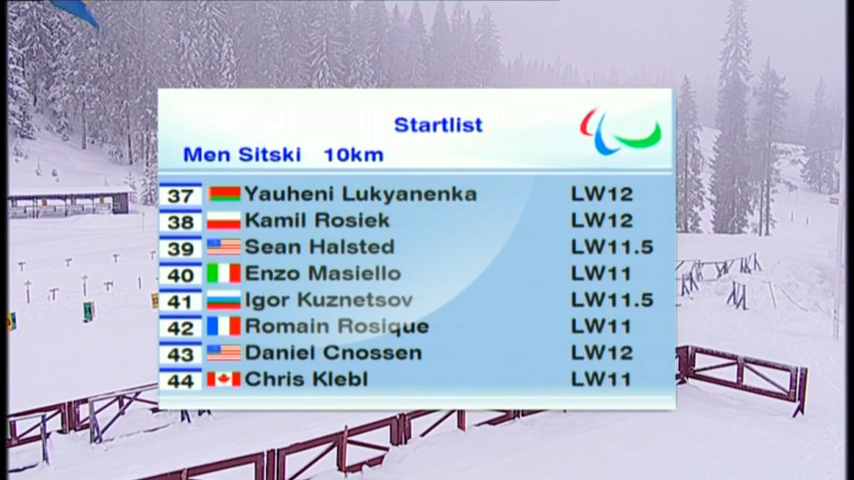 Startlist
Men Sitski 10km
37 Yauheni Lukyanenka LW12
38 Kamil Rosiek LW12
39 Sean Halsted LW11.5
40 Enzo Masiello LW11
41 Igor Kuznetsov LW11.5
42 Romain Rosique LW11
43 Daniel Cnossen LW12
44 Chris Klebl LW11